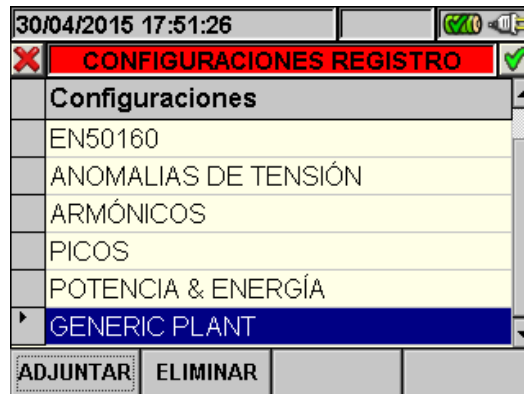 30/04/2015 17:51:26
CONFIGURACIONES REGISTRO
Configuraciones
EN50160
ANOMALIAS DE TENSIÓN
ARMÓNICOS
PICOS
POTENCIA & ENERGÍA
GENERIC PLANT
ADJUNTAR ELIMINAR